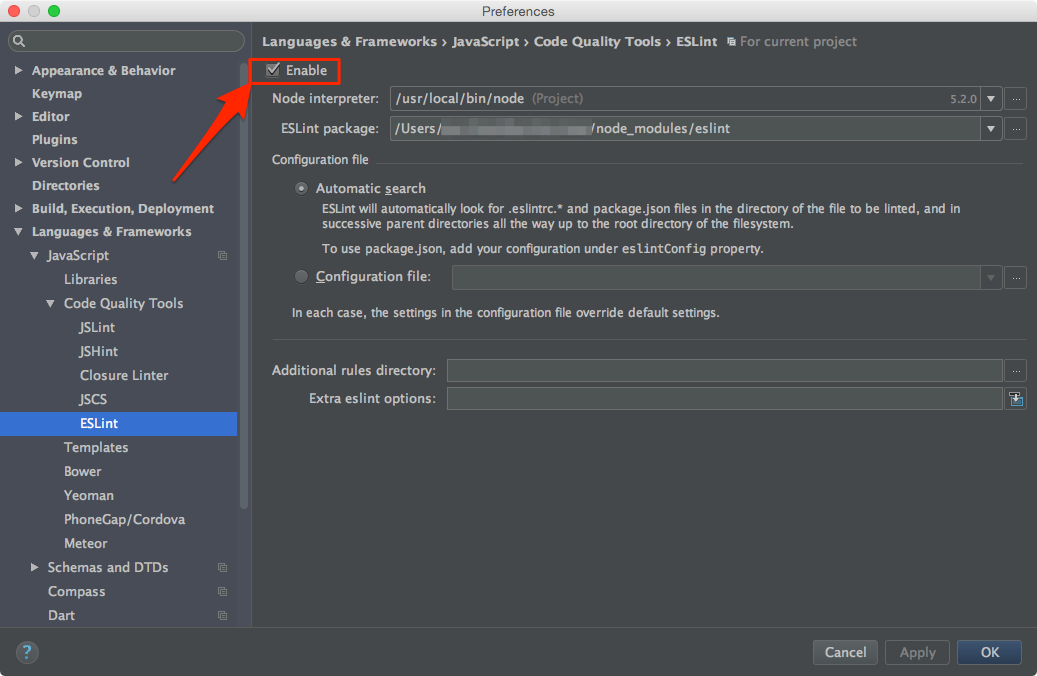 Preferences
Appearance & Behavior
Keymap
Editor
Plugins
Version Control
Directories
Build, Execution, Deployment
Languages & Frameworks
JavaScript
Libraries
Code Quality Tools
JSLint
JSHint
Closure Linter
JSCS
ESLint
Templates
Bower
Yeoman
PhoneGap/Cordova
Meteor
Schemas and DTDs
Compass
Dart
Languages & Frameworks › JavaScript › Code Quality Tools › ESLint For current project
Enable
Node interpreter: /usr/local/bin/node (Project) 5.2.0 ...
ESLint package: /Users/ /node_modules/eslint ...
Configuration file
Automatic search
ESLint will automatically look for .eslintrc.* and package.json files in the directory of the file to be linted, and in
successive parent directories all the way up to the root directory of the filesystem.
To use package.json, add your configuration under eslintConfig property.
Configuration file: ...
In each case, the settings in the configuration file override default settings.
Additional rules directory: ...
Extra eslint options:
? Cancel Apply OK